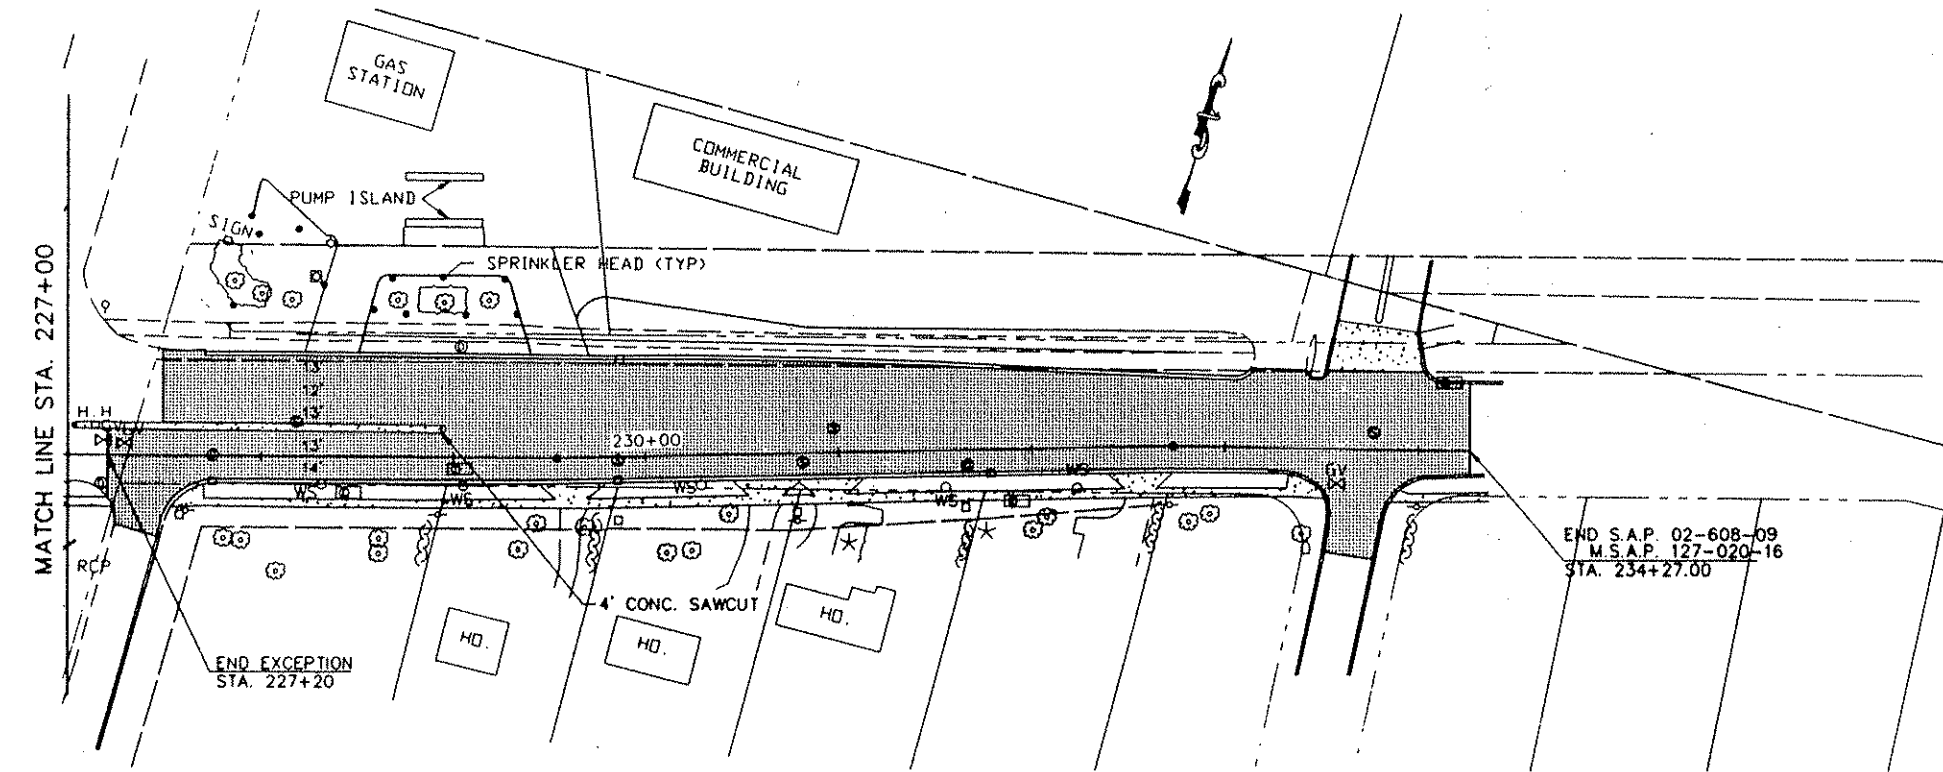 GAS
STATION
COMMERCIAL
BUILDING
PUMP ISLAND
SIGN
SPRINKLER HEAD (TYP)
MATCH LINE STA. 227+00
13'
12'
13'
H.H
13'
14'
230+00
WS
WS
WS
WS
WS
GV
RCP
END S.A.P. 02-608-09
M.S.A.P. 127-020-16
STA. 234+27.00
4' CONC. SAWCUT
HO.
HO.
HO.
END EXCEPTION
STA. 227+20